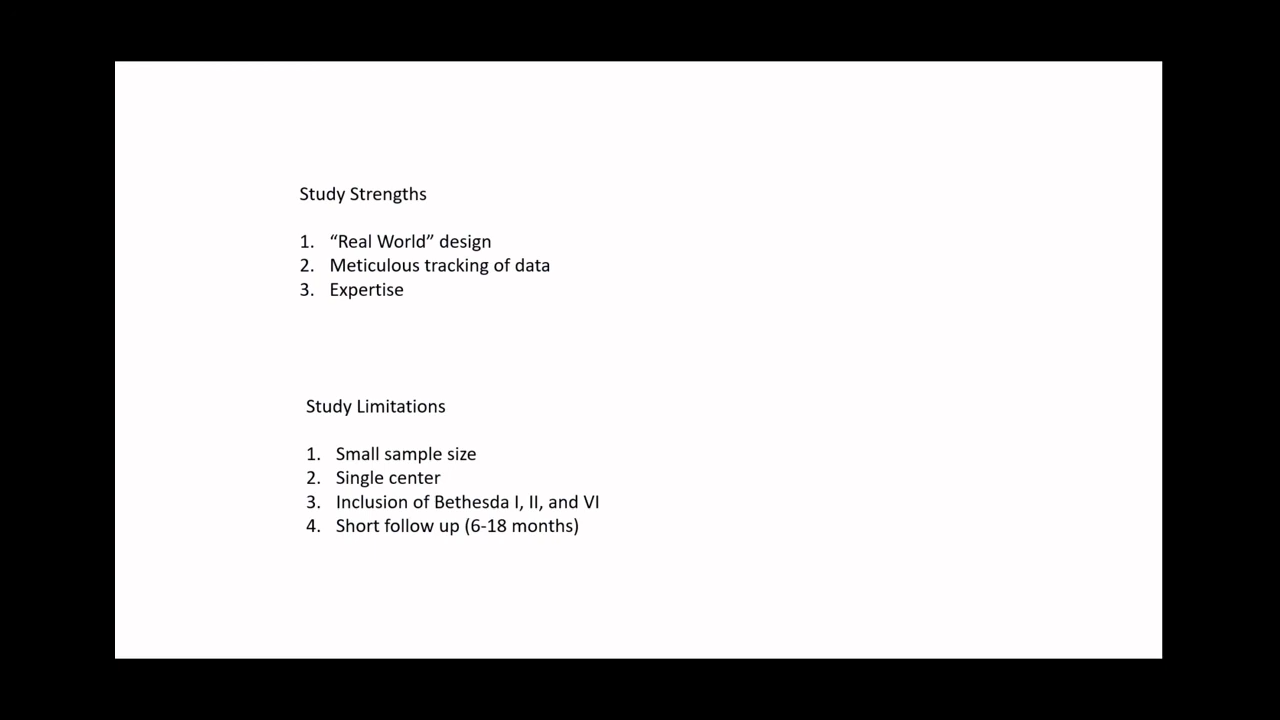 Study Strengths
1. “Real World” design
2. Meticulous tracking of data
3. Expertise
Study Limitations
1. Small sample size
2. Single center
3. Inclusion of Bethesda I, II, and VI
4. Short follow up (6-18 months)